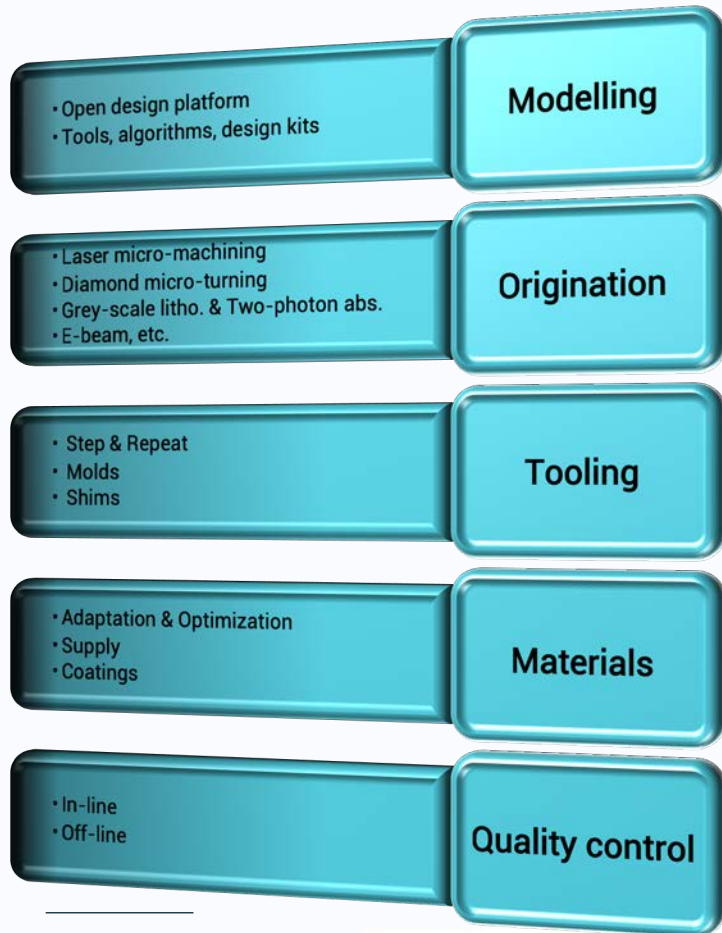 • Open design platform
• Tools, algorithms, design kits
Modelling
• Laser micro-machining
• Diamond micro-turning
• Grey-scale litho. & Two-photon abs.
• E-beam, etc.
Origination
• Step & Repeat
• Molds
• Shims
Tooling
• Adaptation & Optimization
• Supply
• Coatings
Materials
• In-line
• Off-line
Quality control